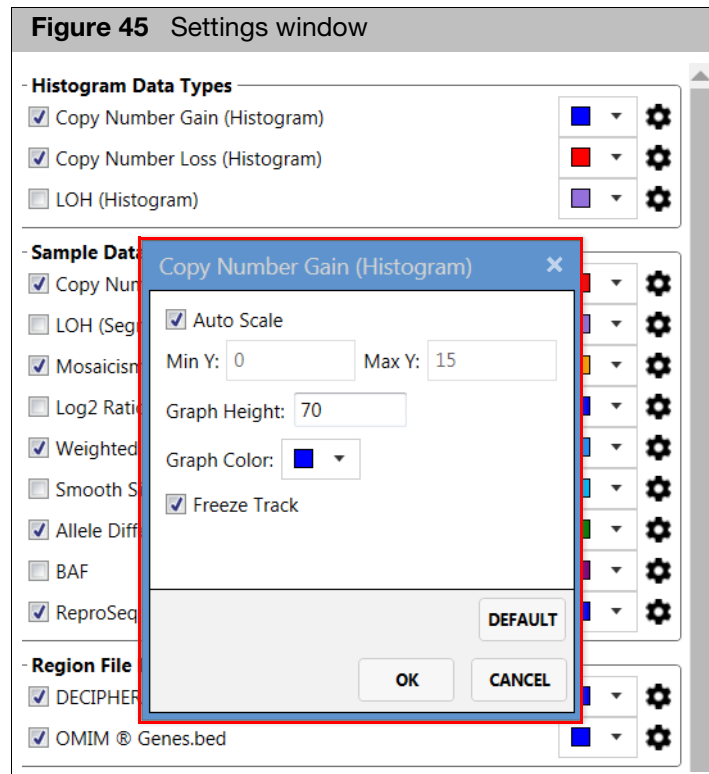 Figure 45 Settings window
Histogram Data Types
Copy Number Gain (Histogram)
Copy Number Loss (Histogram)
LOH (Histogram)
Sample Data
Copy Num
LOH (Seg
Mosaicism
Log2 Ratio
Weighted
Smooth S
Allele Diff
BAF
ReproSeq
Copy Number Gain (Histogram)
Auto Scale
Min Y: 0 Max Y: 15
Graph Height: 70
Graph Color:
Freeze Track
DEFAULT
OK CANCEL
Region File
DECIPHER
OMIM ® Genes.bed